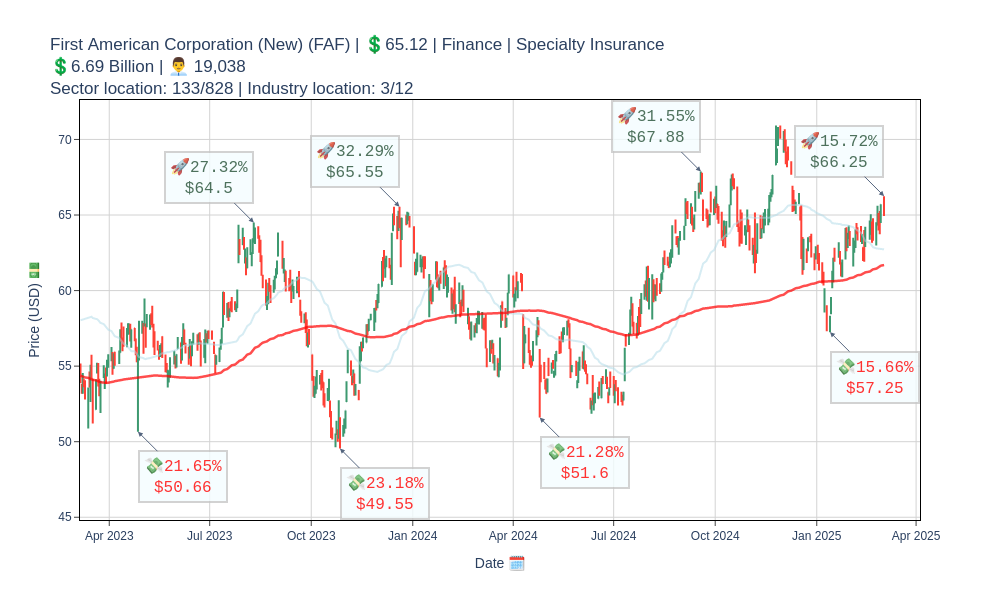 First American Corporation (New) (FAF) | 💲65.12 | Finance | Specialty Insurance
💲6.69 Billion | 👨‍💼 19,038
Sector location: 133/828 | Industry location: 3/12
🚀27.32%
$64.5
🚀32.29%
$65.55
🚀31.55%
$67.88
🚀15.72%
$66.25
💸21.65%
$50.66
💸23.18%
$49.55
💸21.28%
$51.6
💸15.66%
$57.25
70
65
60
55
50
45
Price (USD) 💵
Apr 2023
Jul 2023
Oct 2023
Jan 2024
Apr 2024
Jul 2024
Oct 2024
Jan 2025
Apr 2025
Date 🗓️